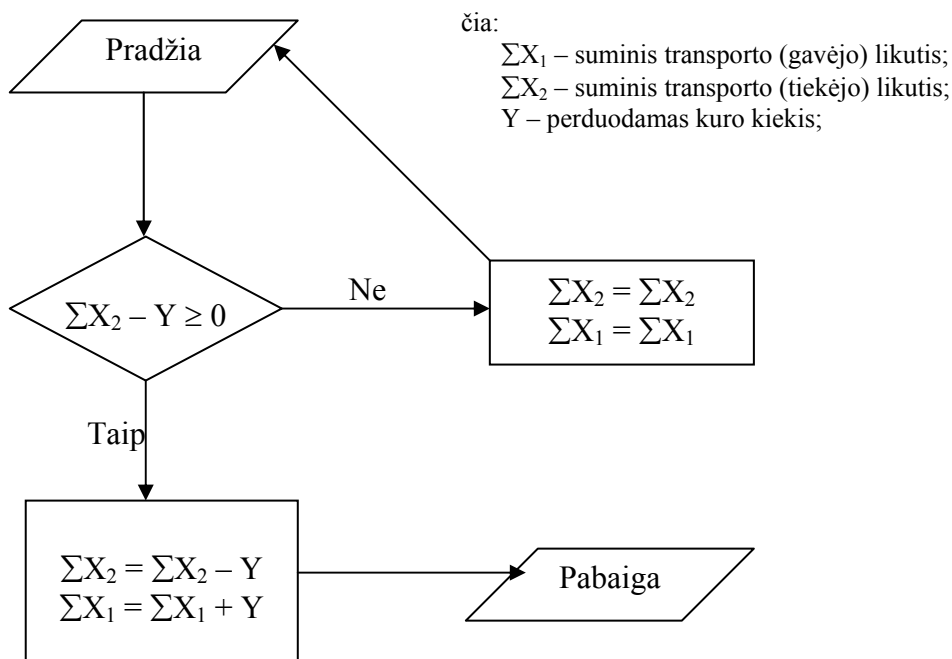 Pradžia
čia:
∑X₁ – suminis transporto (gavėjo) likutis;
∑X₂ – suminis transporto (tiekėjo) likutis;
Y – perduodamas kuro kiekis;
∑X₂ – Y ≥ 0
Ne
∑X₂ = ∑X₂
∑X₁ = ∑X₁
Taip
∑X₂ = ∑X₂ – Y
∑X₁ = ∑X₁ + Y
Pabaiga